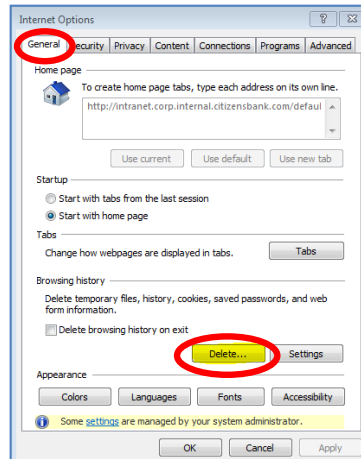 Internet Options
General Security Privacy Content Connections Programs Advanced
Home page
To create home page tabs, type each address on its own line.
http://intranet.corp.internal.citizensbank.com/defaul
Use current Use default Use new tab
Startup
Start with tabs from the last session
Start with home page
Tabs
Change how webpages are displayed in tabs. Tabs
Browsing history
Delete temporary files, history, cookies, saved passwords, and web
form information.
Delete browsing history on exit
Delete... Settings
Appearance
Colors Languages Fonts Accessibility
Some settings are managed by your system administrator.
OK Cancel Apply